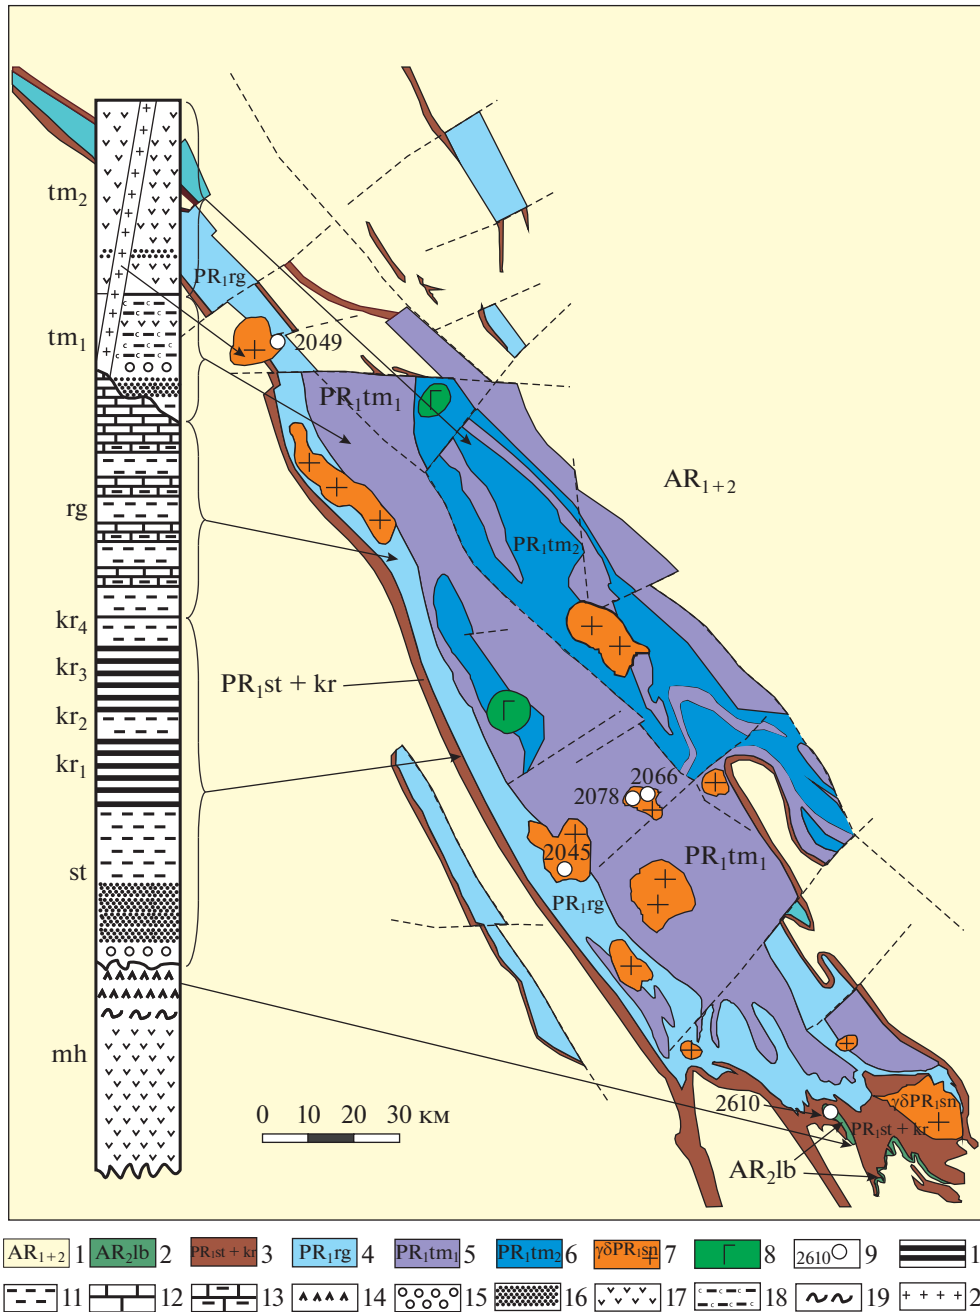 tm₂
PR₁rg
tm₁
2049
PR₁tm₁
AR₁₊₂
rg
PR₁tm₂
kr₄
kr₃
PR₁st + kr
kr₂
kr₁
2066
2078
2045
PR₁tm₁
st
PR₁rg
mh
0 10 20 30 км
2610
γδPR₁sn
PR₁st + kr
AR₂lb
AR₁₊₂ 1 AR₂lb 2 PR₁st + kr 3 PR₁rg 4 PR₁tm₁ 5 PR₁tm₂ 6 γδPR₁sn 7 Γ 8 2610 9 1
11 12 13 14 15 16 17 c c c c 18 19 2